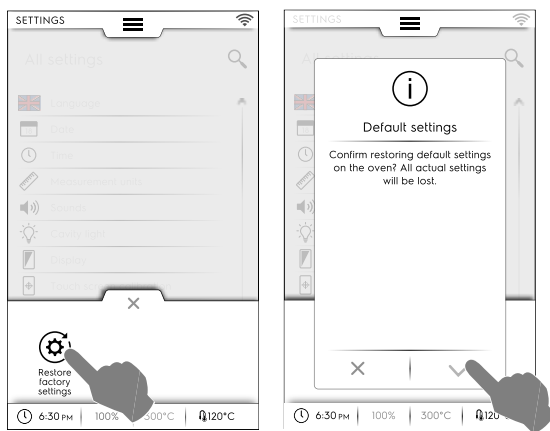 SETTINGS
All settings
Language
Date
Time
Sounds
Cavity light
Display
Restore
factory
settings
6:30 PM
100%
300°C
120°C
SETTINGS
Default settings
Confirm restoring default settings
on the oven? All actual settings
will be lost.
6:30 PM
100%
300°C
120